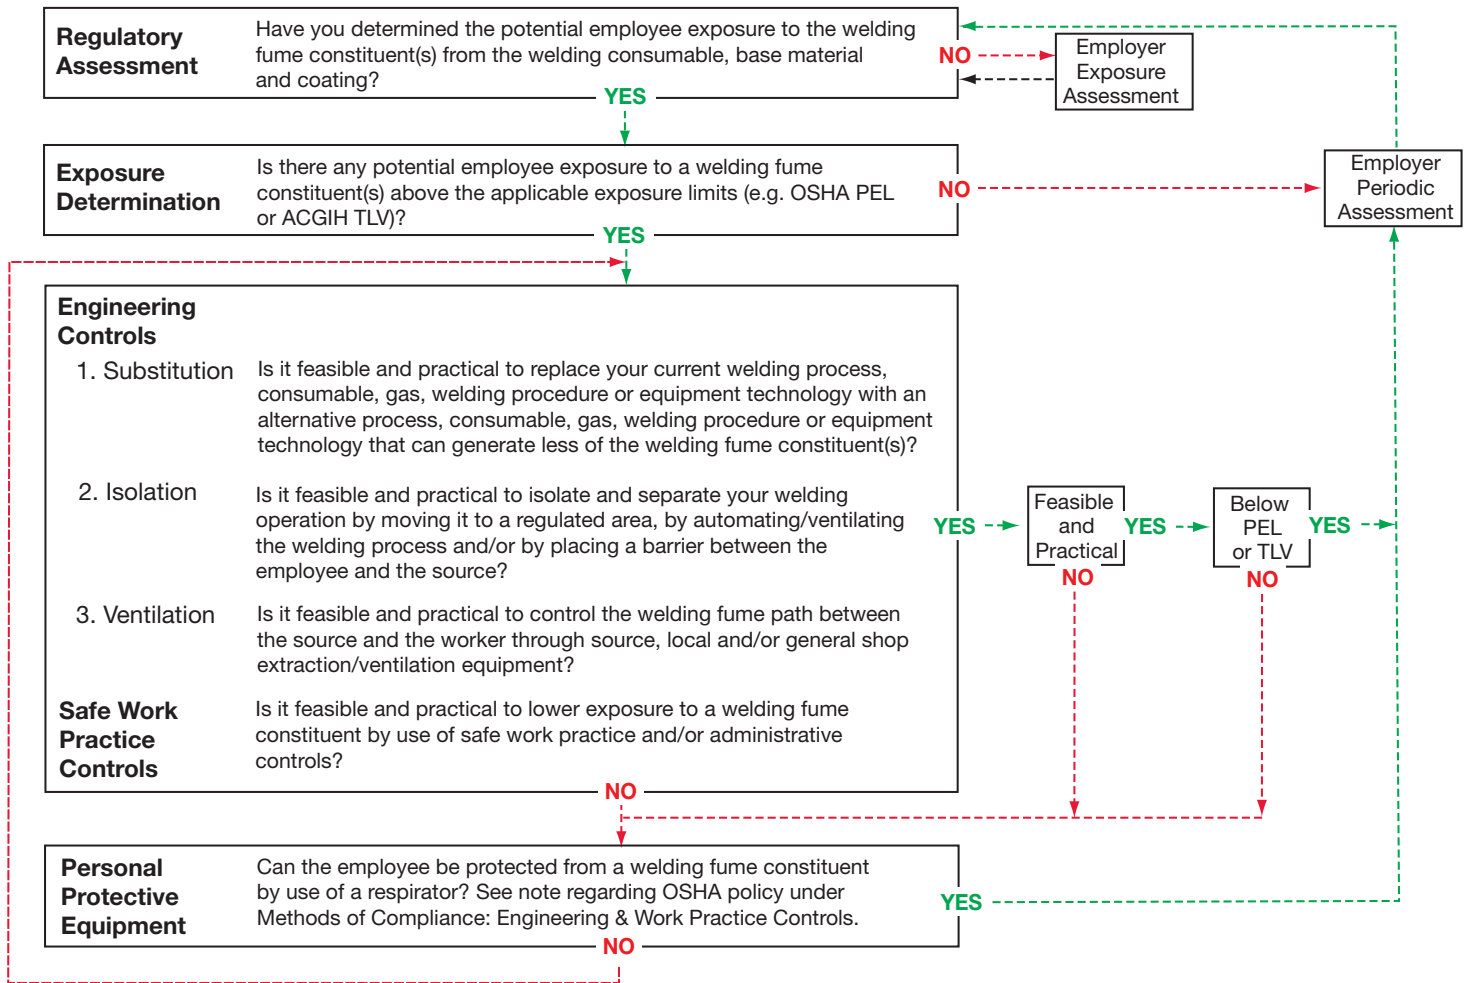 Regulatory
Assessment
Have you determined the potential employee exposure to the welding
fume constituent(s) from the welding consumable, base material
and coating?
NO
Employer
Exposure
Assessment
YES
Exposure
Determination
Is there any potential employee exposure to a welding fume
constituent(s) above the applicable exposure limits (e.g. OSHA PEL
or ACGIH TLV)?
NO
Employer
Periodic
Assessment
YES
Engineering
Controls
1. Substitution
Is it feasible and practical to replace your current welding process,
consumable, gas, welding procedure or equipment technology with an
alternative process, consumable, gas, welding procedure or equipment
technology that can generate less of the welding fume constituent(s)?
2. Isolation
Is it feasible and practical to isolate and separate your welding
operation by moving it to a regulated area, by automating/ventilating
the welding process and/or by placing a barrier between the
employee and the source?
3. Ventilation
Is it feasible and practical to control the welding fume path between
the source and the worker through source, local and/or general shop
extraction/ventilation equipment?
Safe Work
Practice
Controls
Is it feasible and practical to lower exposure to a welding fume
constituent by use of safe work practice and/or administrative
controls?
YES
Feasible
and
Practical
YES
Below
PEL
or TLV
YES
NO
NO
NO
Personal
Protective
Equipment
Can the employee be protected from a welding fume constituent
by use of a respirator? See note regarding OSHA policy under
Methods of Compliance: Engineering & Work Practice Controls.
YES
NO